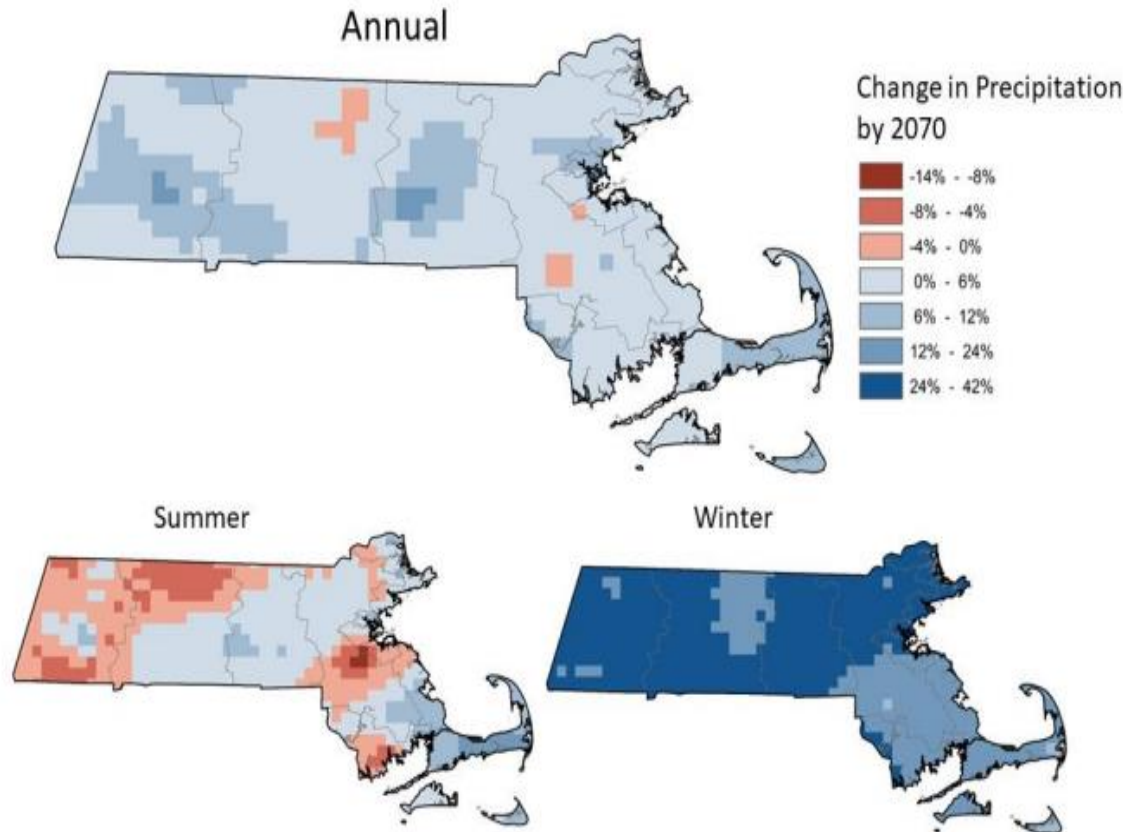 Annual
Change in Precipitation
by 2070
-14% - -8%
-8% - -4%
-4% - 0%
0% - 6%
6% - 12%
12% - 24%
24% - 42%
Summer
Winter